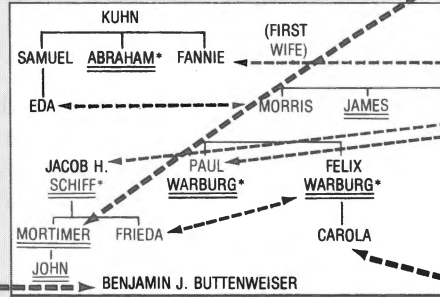 KUHN
(FIRST
WIFE)
SAMUEL ABRAHAM* FANNIE
EDA MORRIS JAMES
JACOB H. PAUL FELIX
SCHIFF* WARBURG* WARBURG*
MORTIMER FRIEDA CAROLA
JOHN
BENJAMIN J. BUTTENWEISER